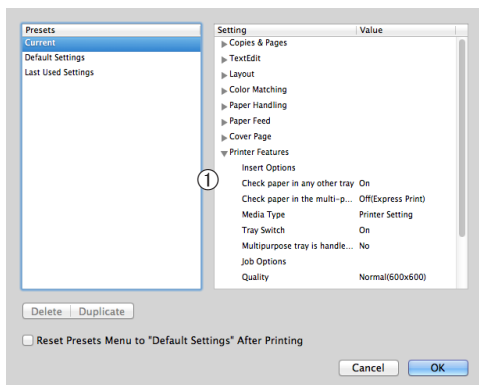 Presets
Current
Default Settings
Last Used Settings
Setting Value
Copies & Pages
TextEdit
Layout
Color Matching
Paper Handling
Paper Feed
Cover Page
Printer Features
Insert Options
①
Check paper in any other tray On
Check paper in the multi-p... Off(Express Print)
Media Type Printer Setting
Tray Switch On
Multipurpose tray is handle... No
Job Options
Quality Normal(600x600)
Delete Duplicate
Reset Presets Menu to "Default Settings" After Printing
Cancel OK